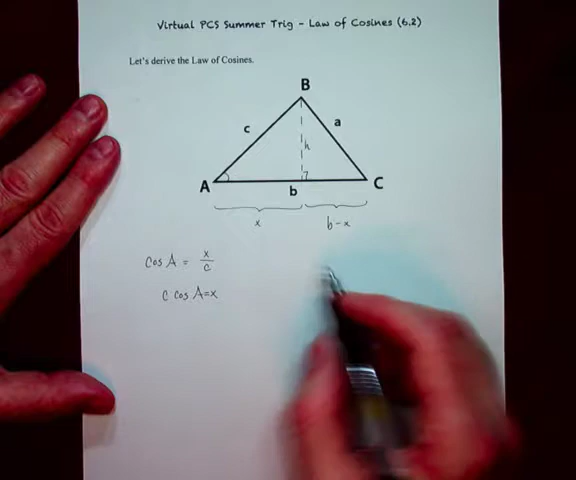 Virtual PCS Summer Trig - Law of Cosines (6.2)
Let's derive the Law of Cosines.
B
c
a
h
A
b
C
x
b-x
cos A = x/c
c cos A=x